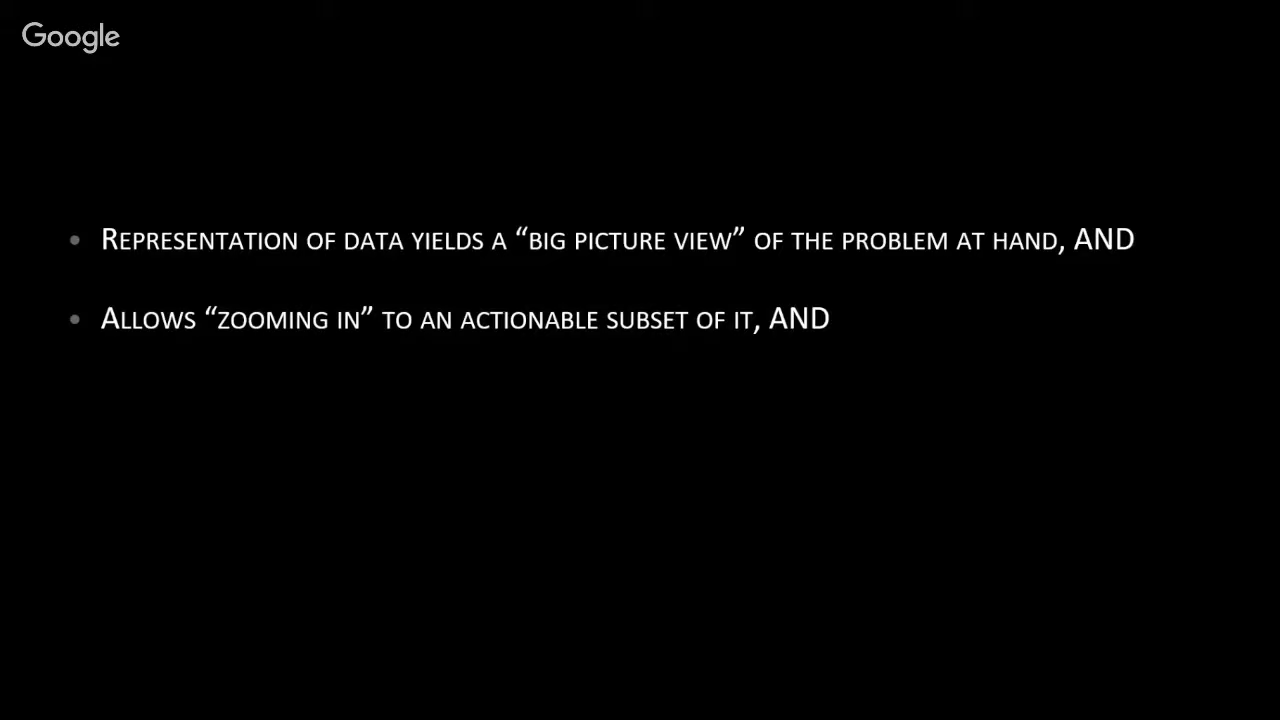 Google
• Representation of data yields a “big picture view” of the problem at hand, AND
• Allows “zooming in” to an actionable subset of it, AND